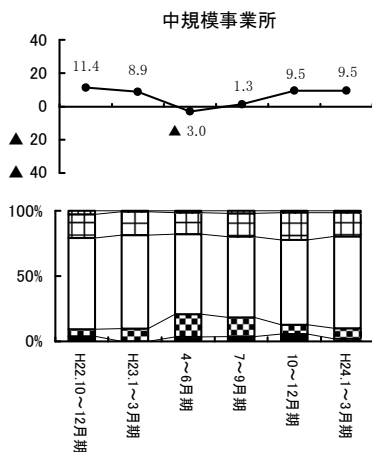 中規模事業所
40
20
0
▲ 20
▲ 40
11.4
8.9
▲ 3.0
1.3
9.5
9.5
100%
50%
0%
H22.10～12月期
H23.1～3月期
4～6月期
7～9月期
10～12月期
H24.1～3月期